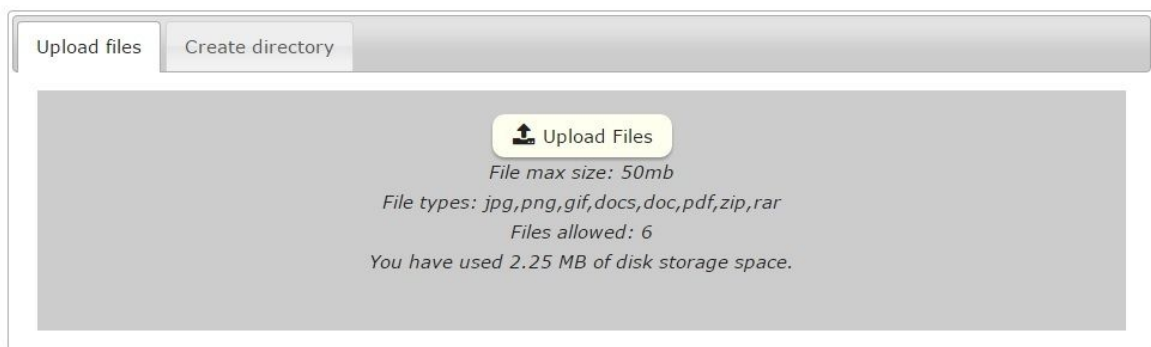 Upload files
Create directory
Upload Files
File max size: 50mb
File types: jpg,png,gif,docs,doc,pdf,zip,rar
Files allowed: 6
You have used 2.25 MB of disk storage space.